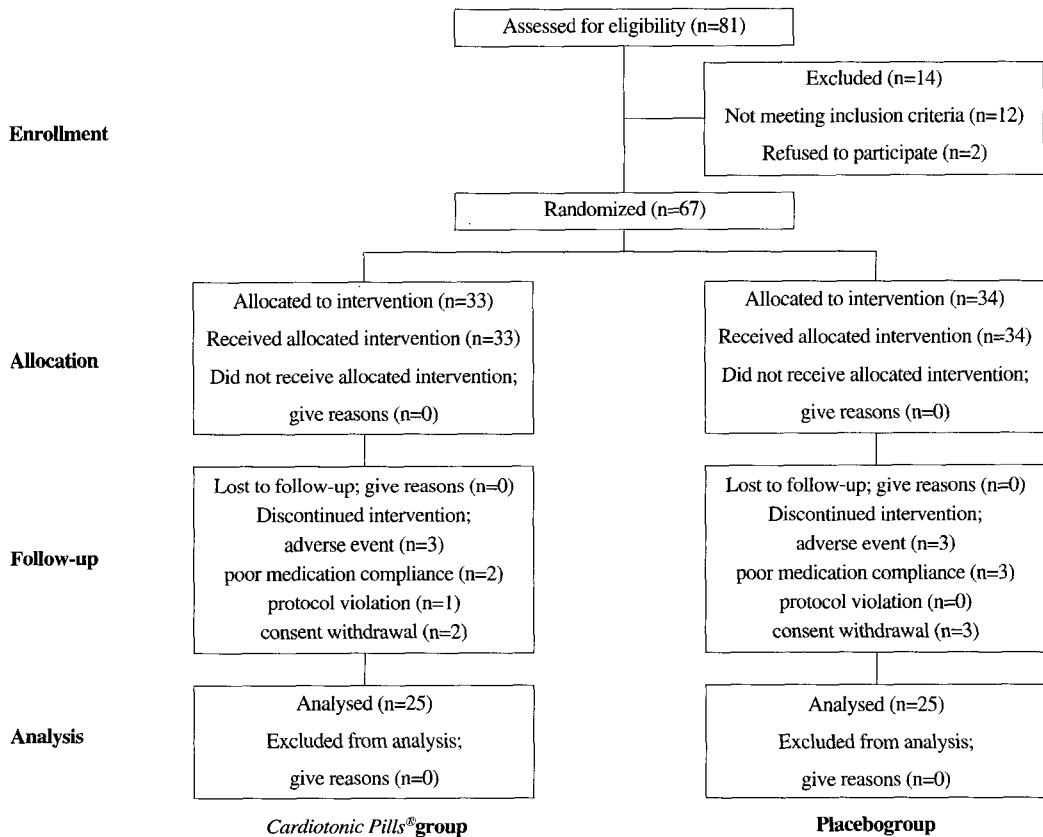 Assessed for eligibility (n=81)
Excluded (n=14)
Not meeting inclusion criteria (n=12)
Refused to participate (n=2)
Enrollment
Randomized (n=67)
Allocation
Allocated to intervention (n=33)
Received allocated intervention (n=33)
Did not receive allocated intervention;
give reasons (n=0)
Allocated to intervention (n=34)
Received allocated intervention (n=34)
Did not receive allocated intervention;
give reasons (n=0)
Follow-up
Lost to follow-up; give reasons (n=0)
Discontinued intervention;
adverse event (n=3)
poor medication compliance (n=2)
protocol violation (n=1)
consent withdrawal (n=2)
Lost to follow-up; give reasons (n=0)
Discontinued intervention;
adverse event (n=3)
poor medication compliance (n=3)
protocol violation (n=0)
consent withdrawal (n=3)
Analysis
Analysed (n=25)
Excluded from analysis;
give reasons (n=0)
Analysed (n=25)
Excluded from analysis;
give reasons (n=0)
Cardiotonic Pills®group
Placebogroup